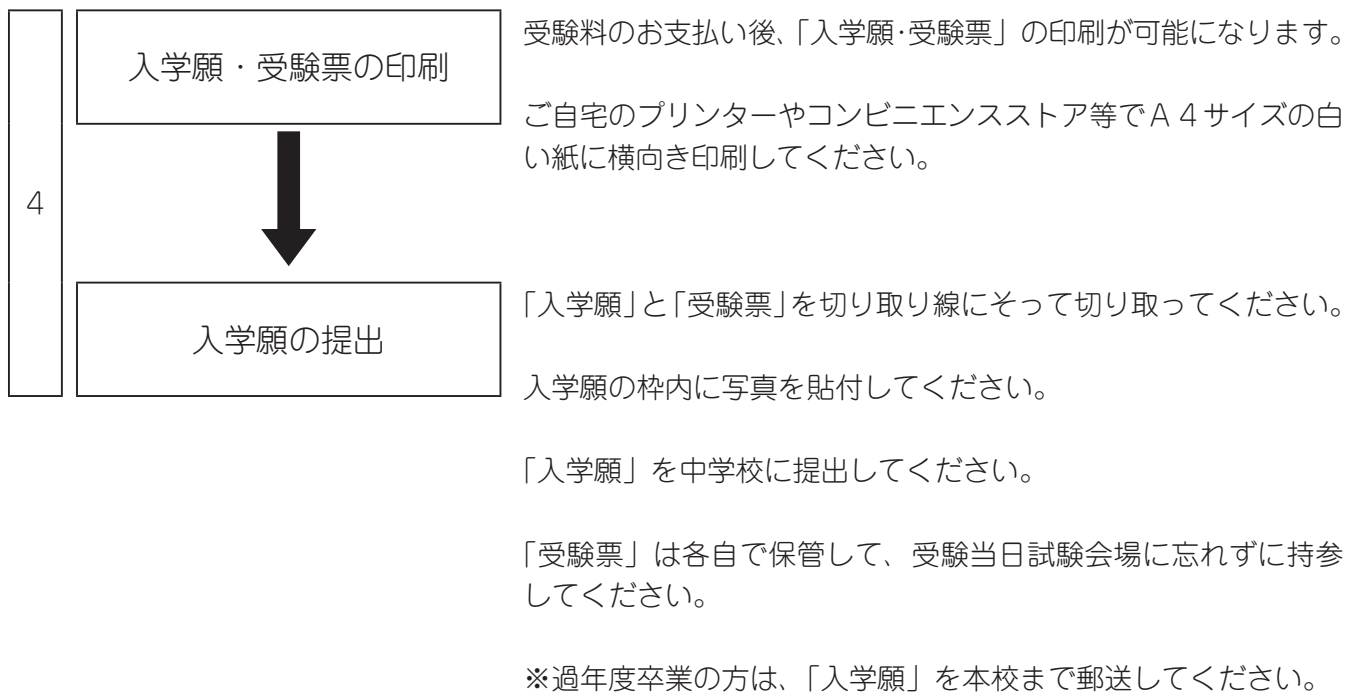 4
入学願・受験票の印刷
受験料のお支払い後、「入学願・受験票」の印刷が可能になります。
ご自宅のプリンターやコンビニエンスストア等でA4サイズの白
い紙に横向き印刷してください。
入学願の提出
「入学願」と「受験票」を切り取り線にそって切り取ってください。
入学願の枠内に写真を貼付してください。
「入学願」を中学校に提出してください。
「受験票」は各自で保管して、受験当日試験会場に忘れずに持参
してください。
※過年度卒業の方は、「入学願」を本校まで郵送してください。